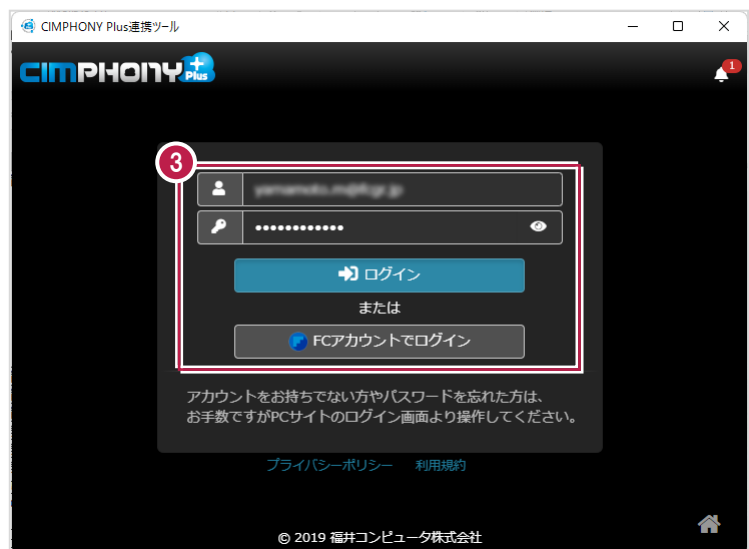 CIMPHONY Plus連携ツール
CIMPHONY Plus
1
3
••••••••••••
ログイン
または
FCアカウントでログイン
アカウントをお持ちでない方やパスワードを忘れた方は、
お手数ですがPCサイトのログイン画面より操作してください。
プライバシーポリシー 利用規約
© 2019 福井コンピュータ株式会社